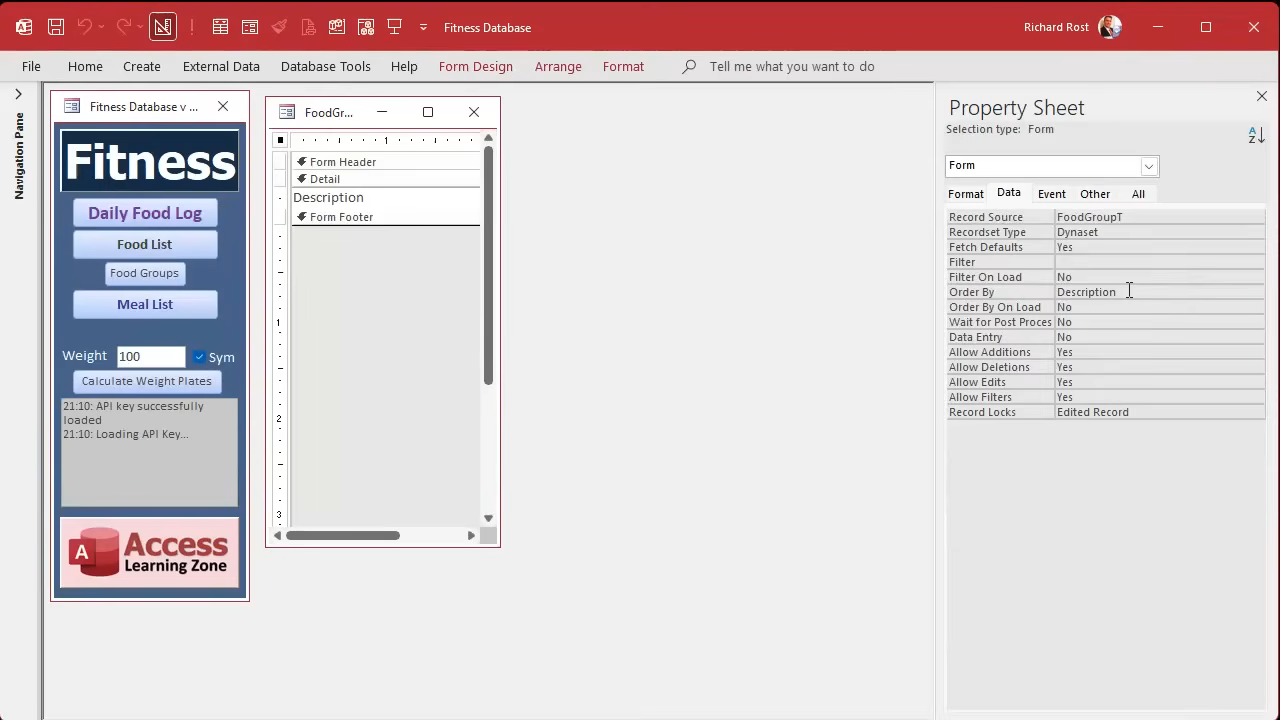 Fitness Database
Richard Rost
File
Home
Create
External Data
Database Tools
Help
Form Design
Arrange
Format
Tell me what you want to do
Navigation Pane
Fitness Database v ...
Fitness
Daily Food Log
Food List
Food Groups
Meal List
Weight 100 Sym
Calculate Weight Plates
21:10: API key successfully
loaded
21:10: Loading API Key...
A Access
Learning Zone
FoodGr...
1
Form Header
Detail
Description
Form Footer
1
2
3
Property Sheet
Selection type: Form
A
Z
Form
Format Data Event Other All
Record Source FoodGroupT
Recordset Type Dynaset
Fetch Defaults Yes
Filter
Filter On Load No
Order By Description
Order By On Load No
Wait for Post Proces No
Data Entry No
Allow Additions Yes
Allow Deletions Yes
Allow Edits Yes
Allow Filters Yes
Record Locks Edited Record